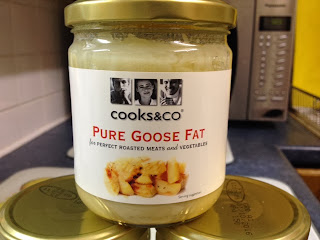 cooks&co®
PURE GOOSE FAT
for PERFECT ROASTED MEATS and VEGETABLES